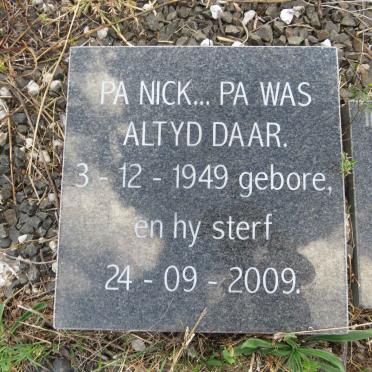 PA NICK... PA WAS
ALTYD DAAR.
3 - 12 - 1949 gebore,
en hy sterf
24 - 09 - 2009.